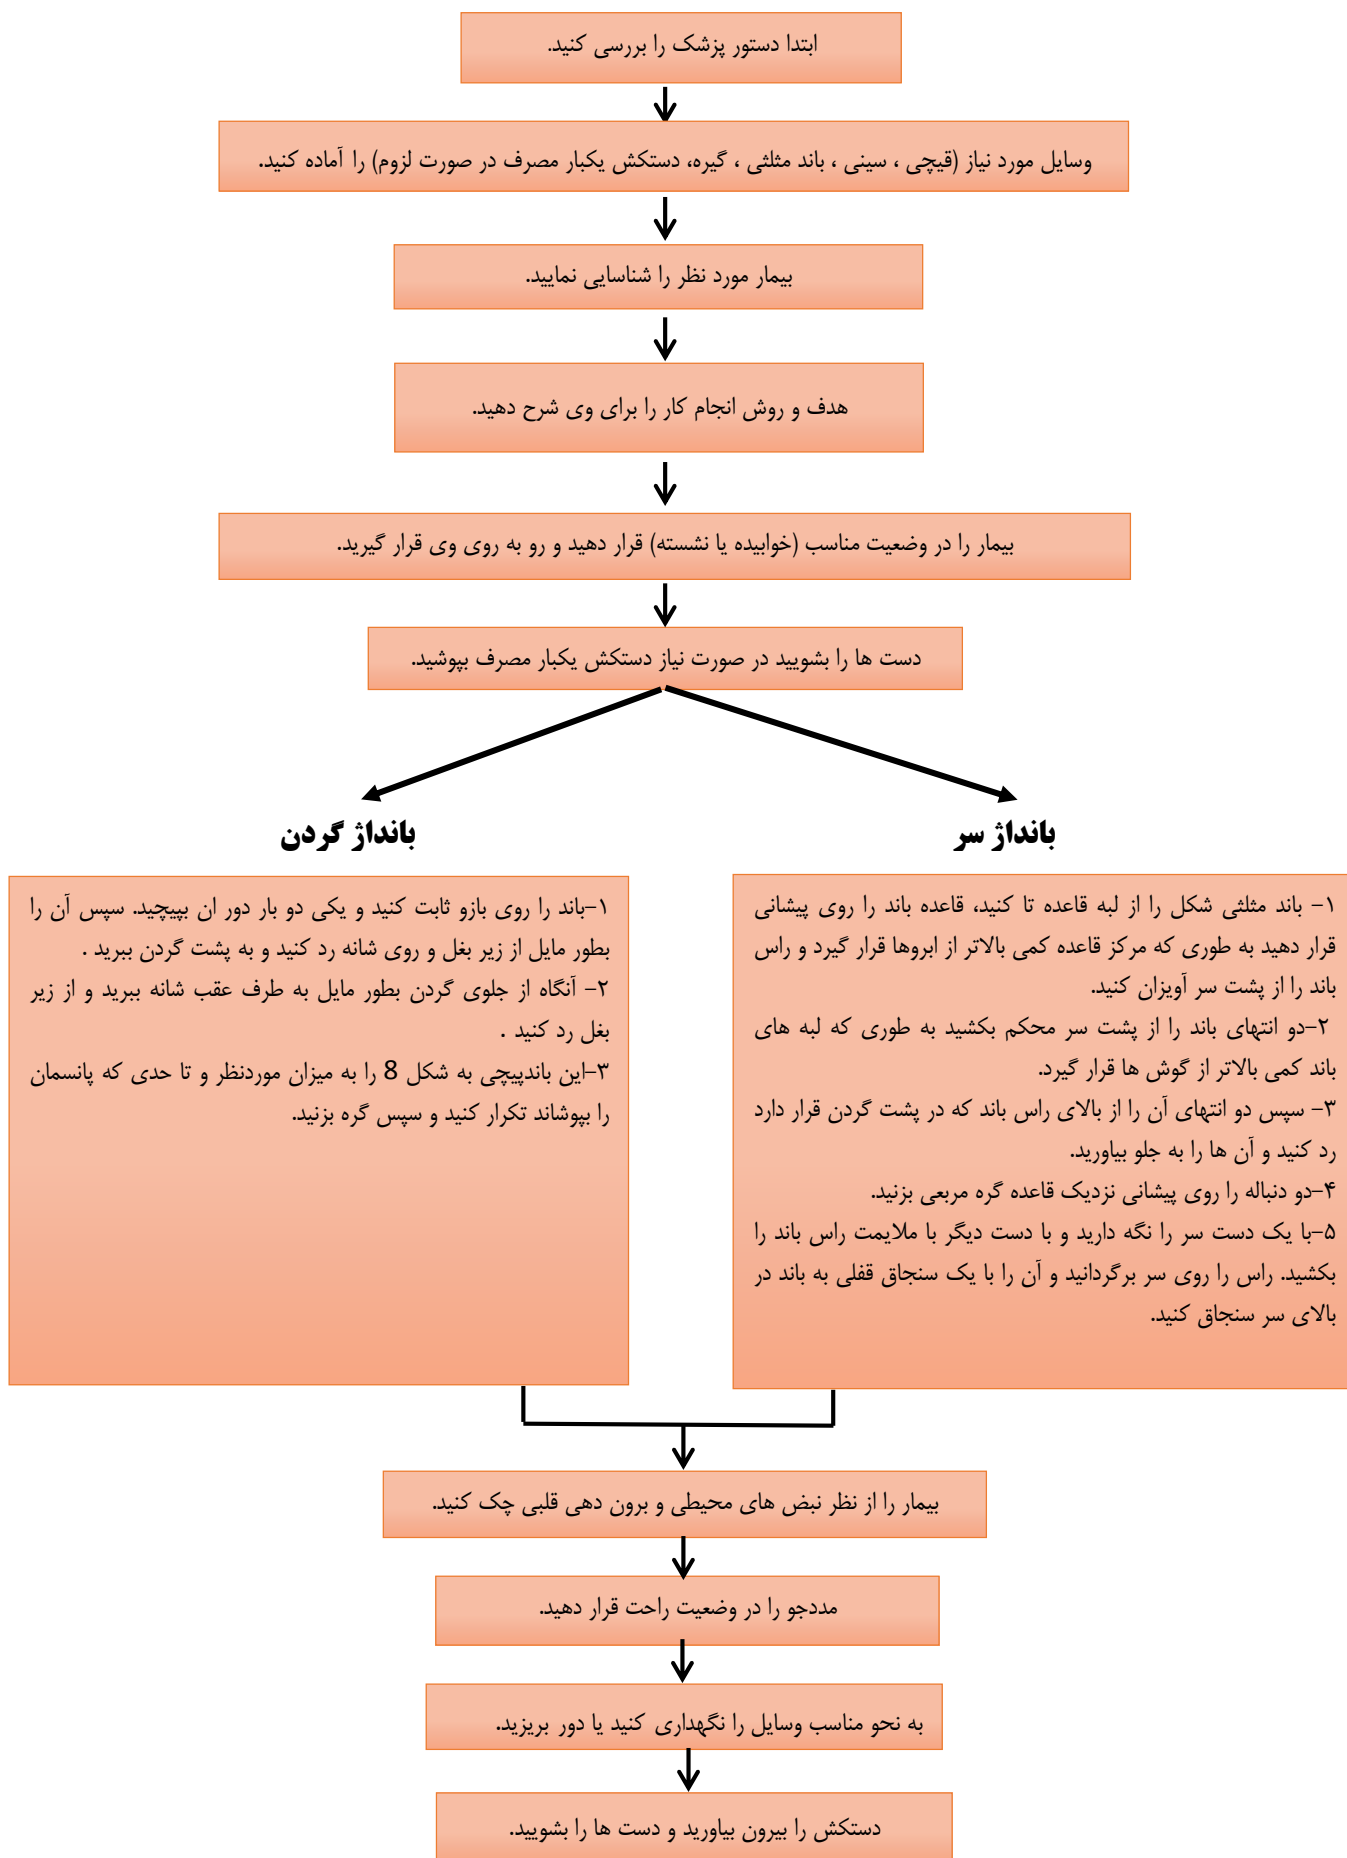 ابتدا دستور پزشک را بررسی کنید.
وسایل مورد نیاز (قیچی ، سینی ، باند مثلثی ، گیره، دستکش یکبار مصرف در صورت لزوم) را آماده کنید.
بیمار مورد نظر را شناسایی نمایید.
هدف و روش انجام کار را برای وی شرح دهید.
بیمار را در وضعیت مناسب (خوابیده یا نشسته) قرار دهید و رو به روی وی قرار گیرید.
دست ها را بشویید در صورت نیاز دستکش یکبار مصرف بپوشید.
بانداژ سر
۱- باند مثلثی شکل را از لبه قاعده تا کنید، قاعده باند را روی پیشانی
قرار دهید به طوری که مرکز قاعده کمی بالاتر از ابروها قرار گیرد و راس
باند را از پشت سر آویزان کنید.
۲-دو انتهای باند را از پشت سر محکم بکشید به طوری که لبه های
باند کمی بالاتر از گوش ها قرار گیرد.
۳- سپس دو انتهای آن را از بالای راس باند که در پشت گردن قرار دارد
رد کنید و آن ها را به جلو بیاورید.
۴-دو دنباله را روی پیشانی نزدیک قاعده گره مربعی بزنید.
۵-با یک دست سر را نگه دارید و با دست دیگر با ملایمت راس باند را
بکشید. راس را روی سر برگردانید و آن را با یک سنجاق قفلی به باند در
بالای سر سنجاق کنید.
بانداژ گردن
۱-باند را روی بازو ثابت کنید و یکی دو بار دور ان بپیچید. سپس آن را
بطور مایل از زیر بغل و روی شانه رد کنید و به پشت گردن ببرید .
۲- آنگاه از جلوی گردن بطور مایل به طرف عقب شانه ببرید و از زیر
بغل رد کنید .
۳-این باندپیچی به شکل 8 را به میزان موردنظر و تا حدی که پانسمان
را بپوشاند تکرار کنید و سپس گره بزنید.
بیمار را از نظر نبض های محیطی و برون دهی قلبی چک کنید.
مددجو را در وضعیت راحت قرار دهید.
به نحو مناسب وسایل را نگهداری کنید یا دور بریزید.
دستکش را بیرون بیاورید و دست ها را بشویید.